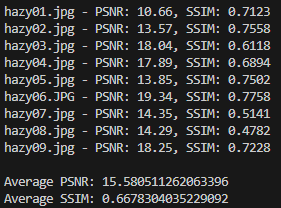 hazy01.jpg - PSNR: 10.66, SSIM: 0.7123
hazy02.jpg - PSNR: 13.57, SSIM: 0.7558
hazy03.jpg - PSNR: 18.04, SSIM: 0.6118
hazy04.jpg - PSNR: 17.89, SSIM: 0.6894
hazy05.jpg - PSNR: 13.85, SSIM: 0.7502
hazy06.JPG - PSNR: 19.34, SSIM: 0.7758
hazy07.jpg - PSNR: 14.35, SSIM: 0.5141
hazy08.jpg - PSNR: 14.29, SSIM: 0.4782
hazy09.jpg - PSNR: 18.25, SSIM: 0.7228
Average PSNR: 15.580511262063396
Average SSIM: 0.6678304035229092